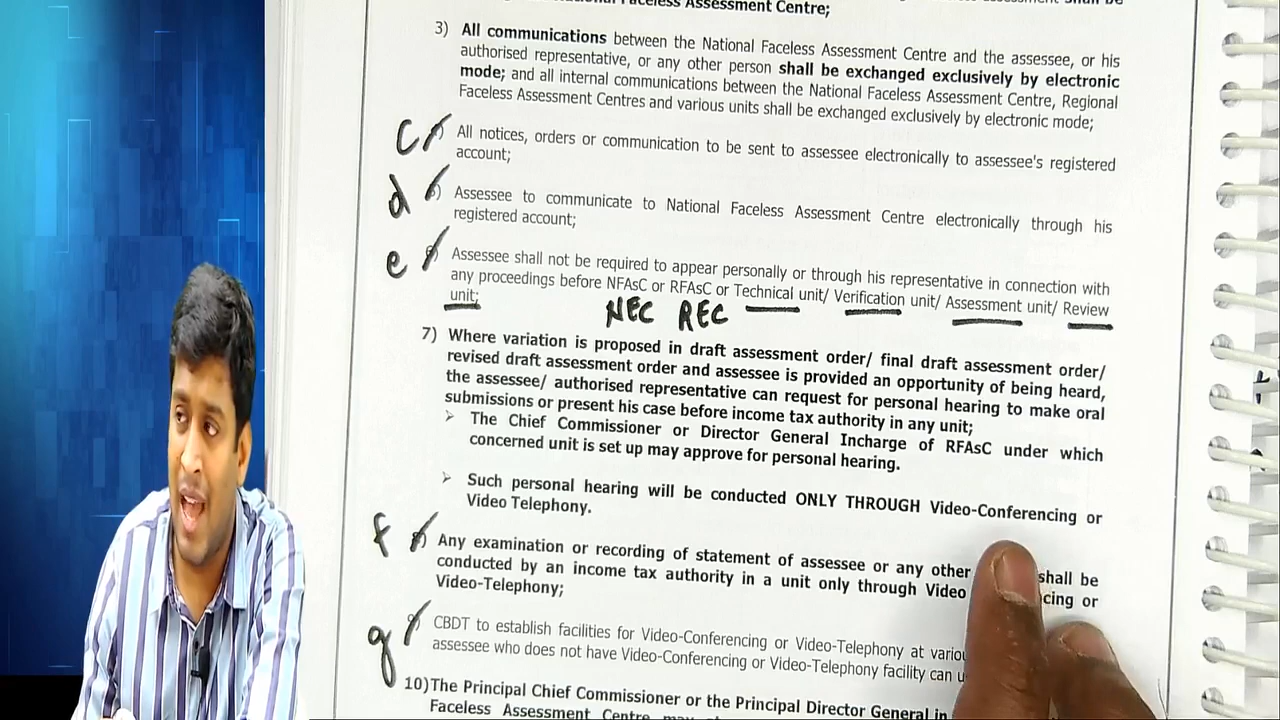 National Faceless Assessment Centre;
3) All communications between the National Faceless Assessment Centre and the assessee, or his
authorised representative, or any other person shall be exchanged exclusively by electronic
mode; and all internal communications between the National Faceless Assessment Centre, Regional
Faceless Assessment Centres and various units shall be exchanged exclusively by electronic mode;
c All notices, orders or communication to be sent to assessee electronically to assessee's registered
account;
d Assessee to communicate to National Faceless Assessment Centre electronically through his
registered account;
e Assessee shall not be required to appear personally or through his representative in connection with
any proceedings before NFAsC or RFAsC or Technical unit/ Verification unit/ Assessment unit/ Review
unit;
NEC REC
7) Where variation is proposed in draft assessment order/ final draft assessment order/
revised draft assessment order and assessee is provided an opportunity of being heard,
the assessee/ authorised representative can request for personal hearing to make oral
submissions or present his case before income tax authority in any unit;
➢ The Chief Commissioner or Director General Incharge of RFAsC under which
concerned unit is set up may approve for personal hearing.
➢ Such personal hearing will be conducted ONLY THROUGH Video-Conferencing or
Video Telephony.
f Any examination or recording of statement of assessee or any other shall be
conducted by an income tax authority in a unit only through Video or
Video-Telephony;
g CBDT to establish facilities for Video-Conferencing or Video-Telephony at
assessee who does not have Video-Conferencing or Video-Telephony facility can
10) The Principal Chief Commissioner or the Principal Director General in
Faceless Assessment Centre